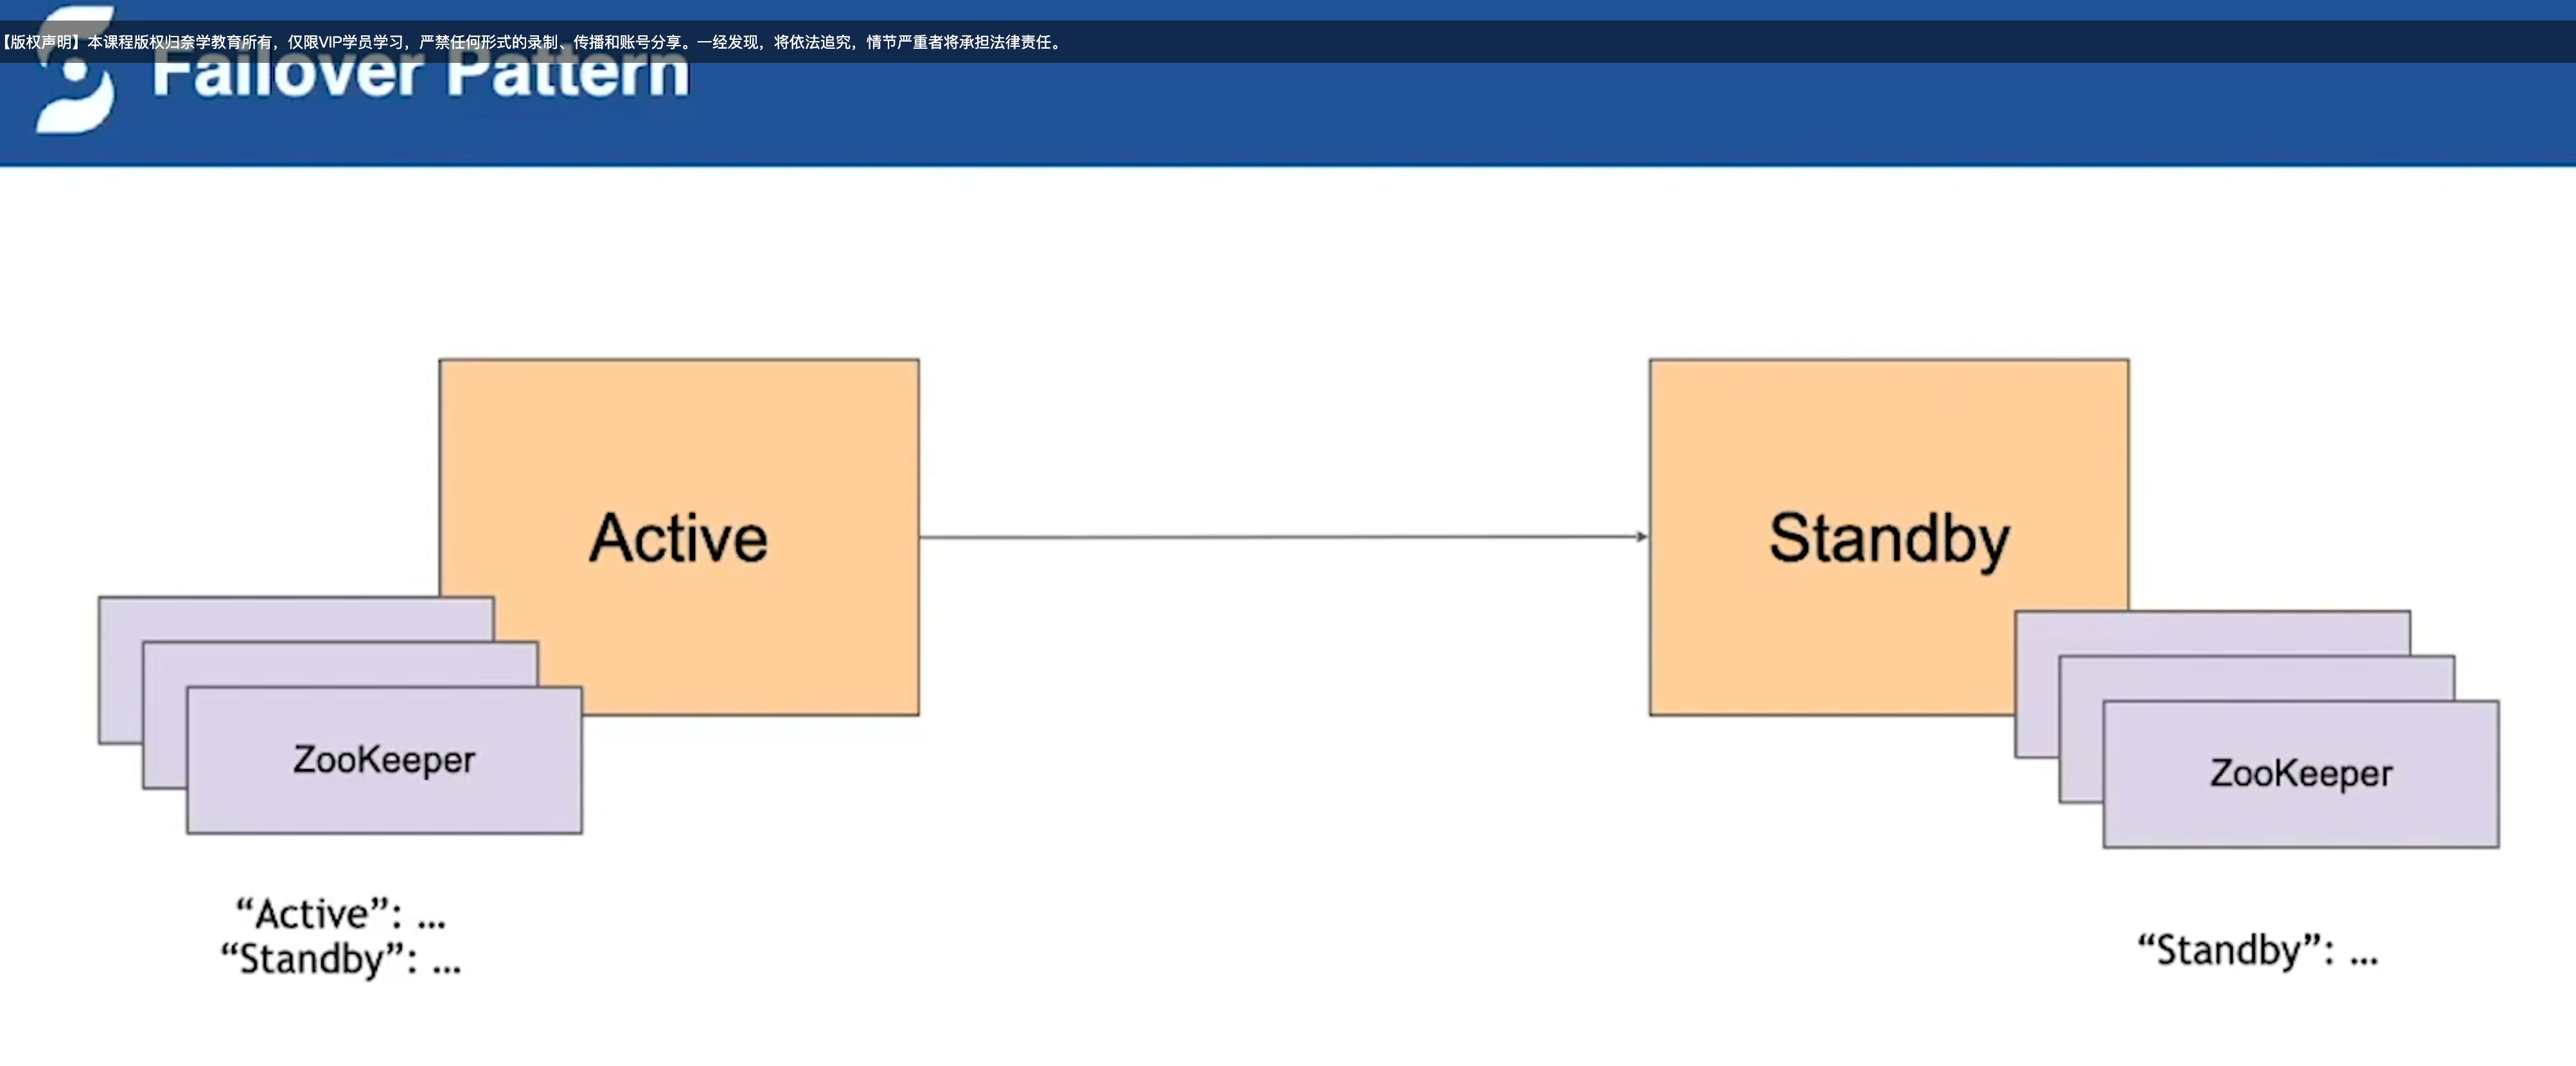 【版权声明】本课程版权归奈学教育所有，仅限VIP学员学习，严禁任何形式的录制、传播和账号分享。一经发现，将依法追究，情节严重者将承担法律责任。
Failover Pattern
Active
Standby
ZooKeeper
ZooKeeper
“Active”: ...
“Standby”: ...
“Standby”: ...